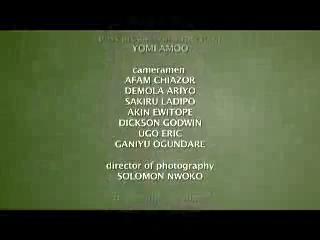 YOMI AMOO
cameramen
AFAM CHIAZOR
DEMOLA ARIYO
SAKIRU LADIPO
AKIN EWITOPE
DICKSON GODWIN
UGO ERIC
GANIYU OGUNDARE
director of photography
SOLOMON NWOKO